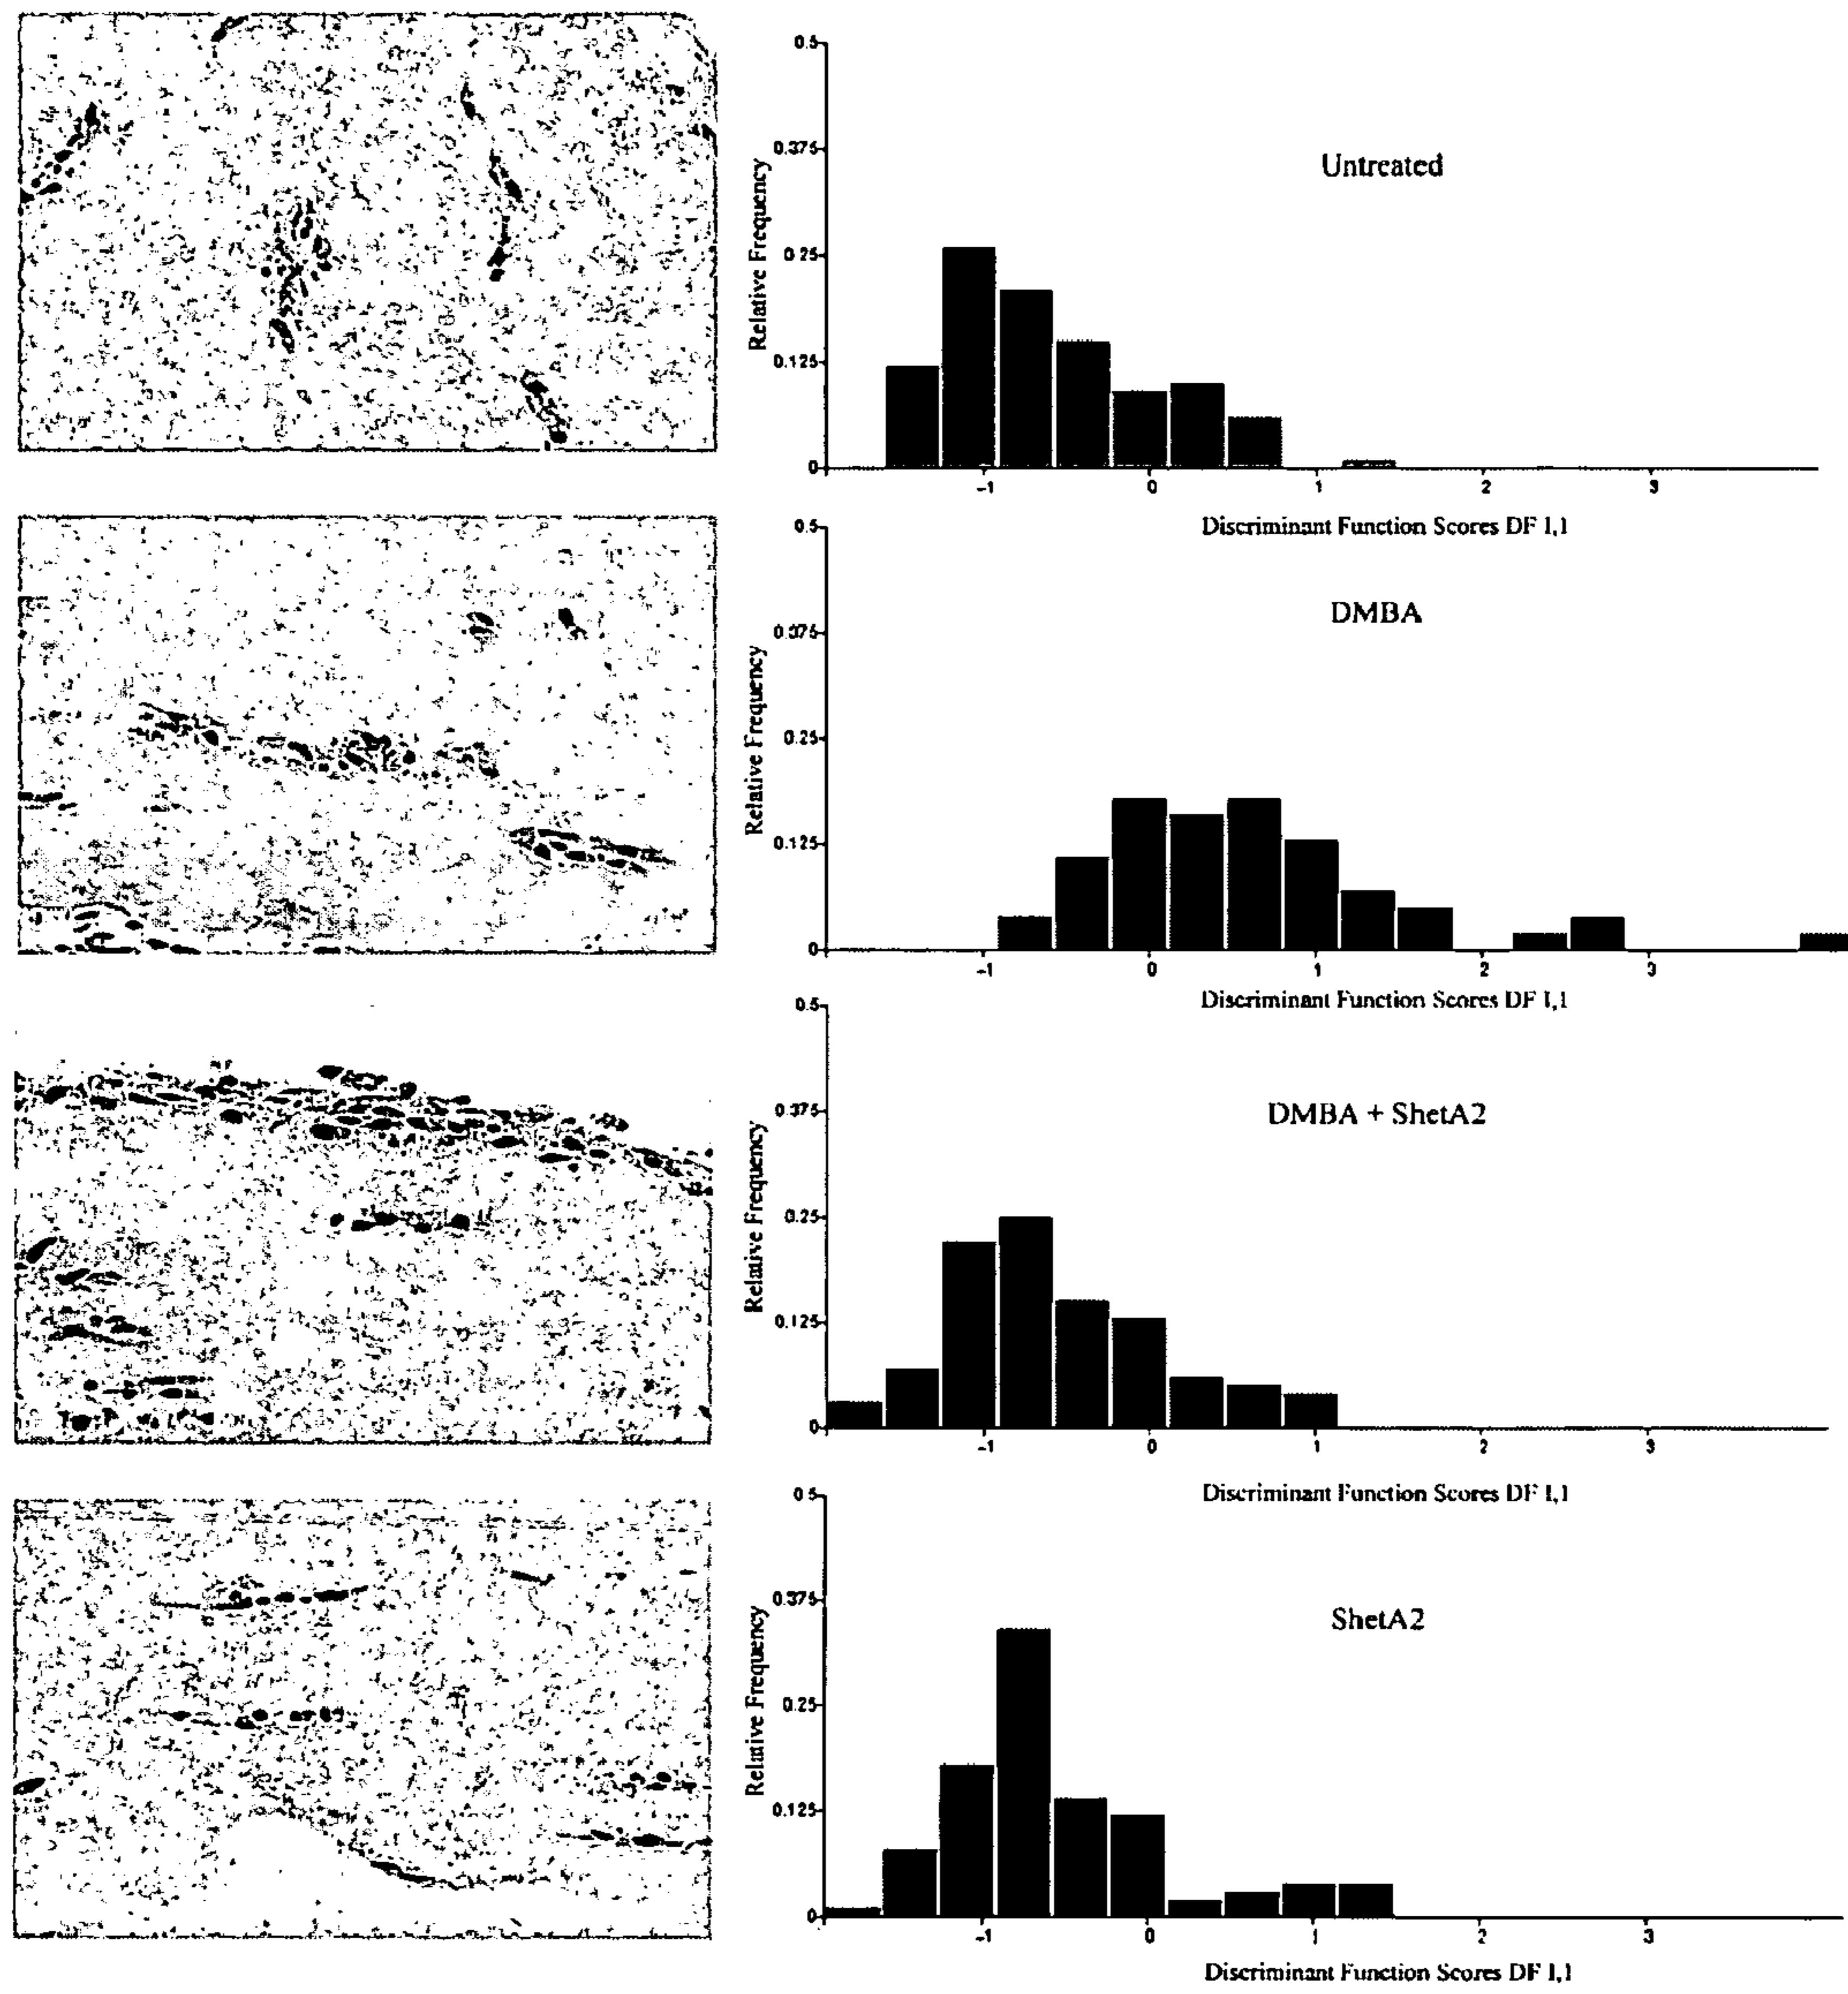 0.5
0.375
Untreated
Relative Frequency
0.25
0.125
0
-1 0 1 2 3
Discriminant Function Scores DF I,1
0.5
DMBA
0.375
Relative Frequency
0.25
0.125
0
-1 0 1 2 3
Discriminant Function Scores DF I,1
0.5
0.375
DMBA + ShetA2
Relative Frequency
0.25
0.125
0
-1 0 1 2 3
Discriminant Function Scores DF I,1
0.5
0.375
ShetA2
Relative Frequency
0.25
0.125
0
-1 0 1 2 3
Discriminant Function Scores DF I,1